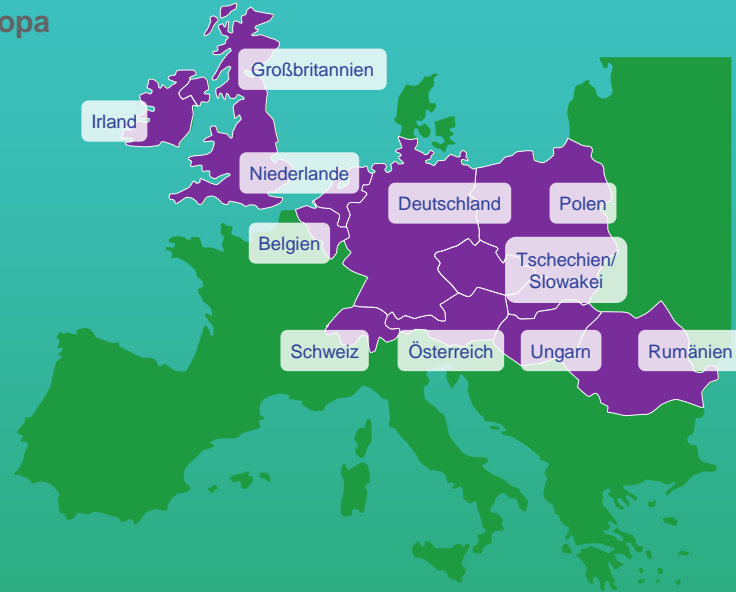 opa
Großbritannien
Irland
Niederlande
Deutschland
Polen
Belgien
Tschechien/
Slowakei
Schweiz
Österreich
Ungarn
Rumänien